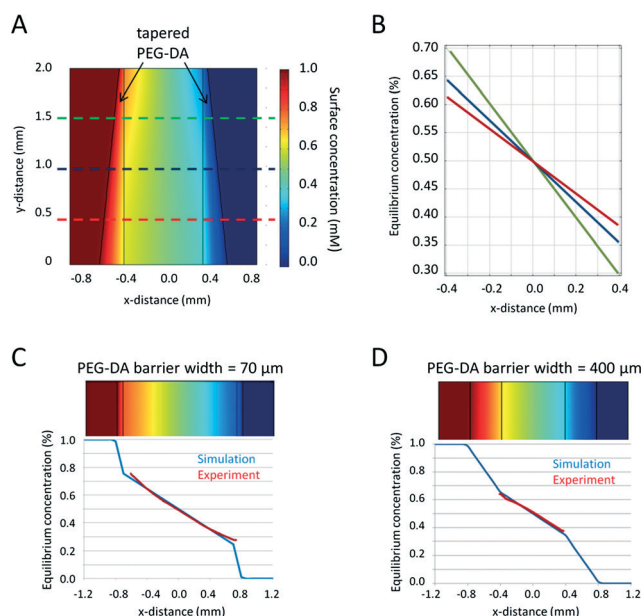 A
tapered
PEG-DA
2.0
1.5
1.0
0.5
0
y-distance (mm)
-0.8
-0.4
0.0
0.4
0.8
x-distance (mm)
1.0
0.8
0.6
0.4
0.2
0.0
Surface concentration (mM)
B
0.70
0.65
0.60
0.55
0.50
0.45
0.40
0.35
0.30
Equilibrium concentration (%)
-0.4
-0.2
0.0
0.2
0.4
x-distance (mm)
C
PEG-DA barrier width = 70 µm
1.0
0.8
0.6
0.4
0.2
0.0
Equilibrium concentration (%)
Simulation
Experiment
-1.2
-0.8
-0.4
0.0
0.4
0.8
1.2
x-distance (mm)
D
PEG-DA barrier width = 400 µm
1.0
0.8
0.6
0.4
0.2
0.0
Equilibrium concentration (%)
Simulation
Experiment
-1.2
-0.8
-0.4
0.0
0.4
0.8
1.2
x-distance (mm)